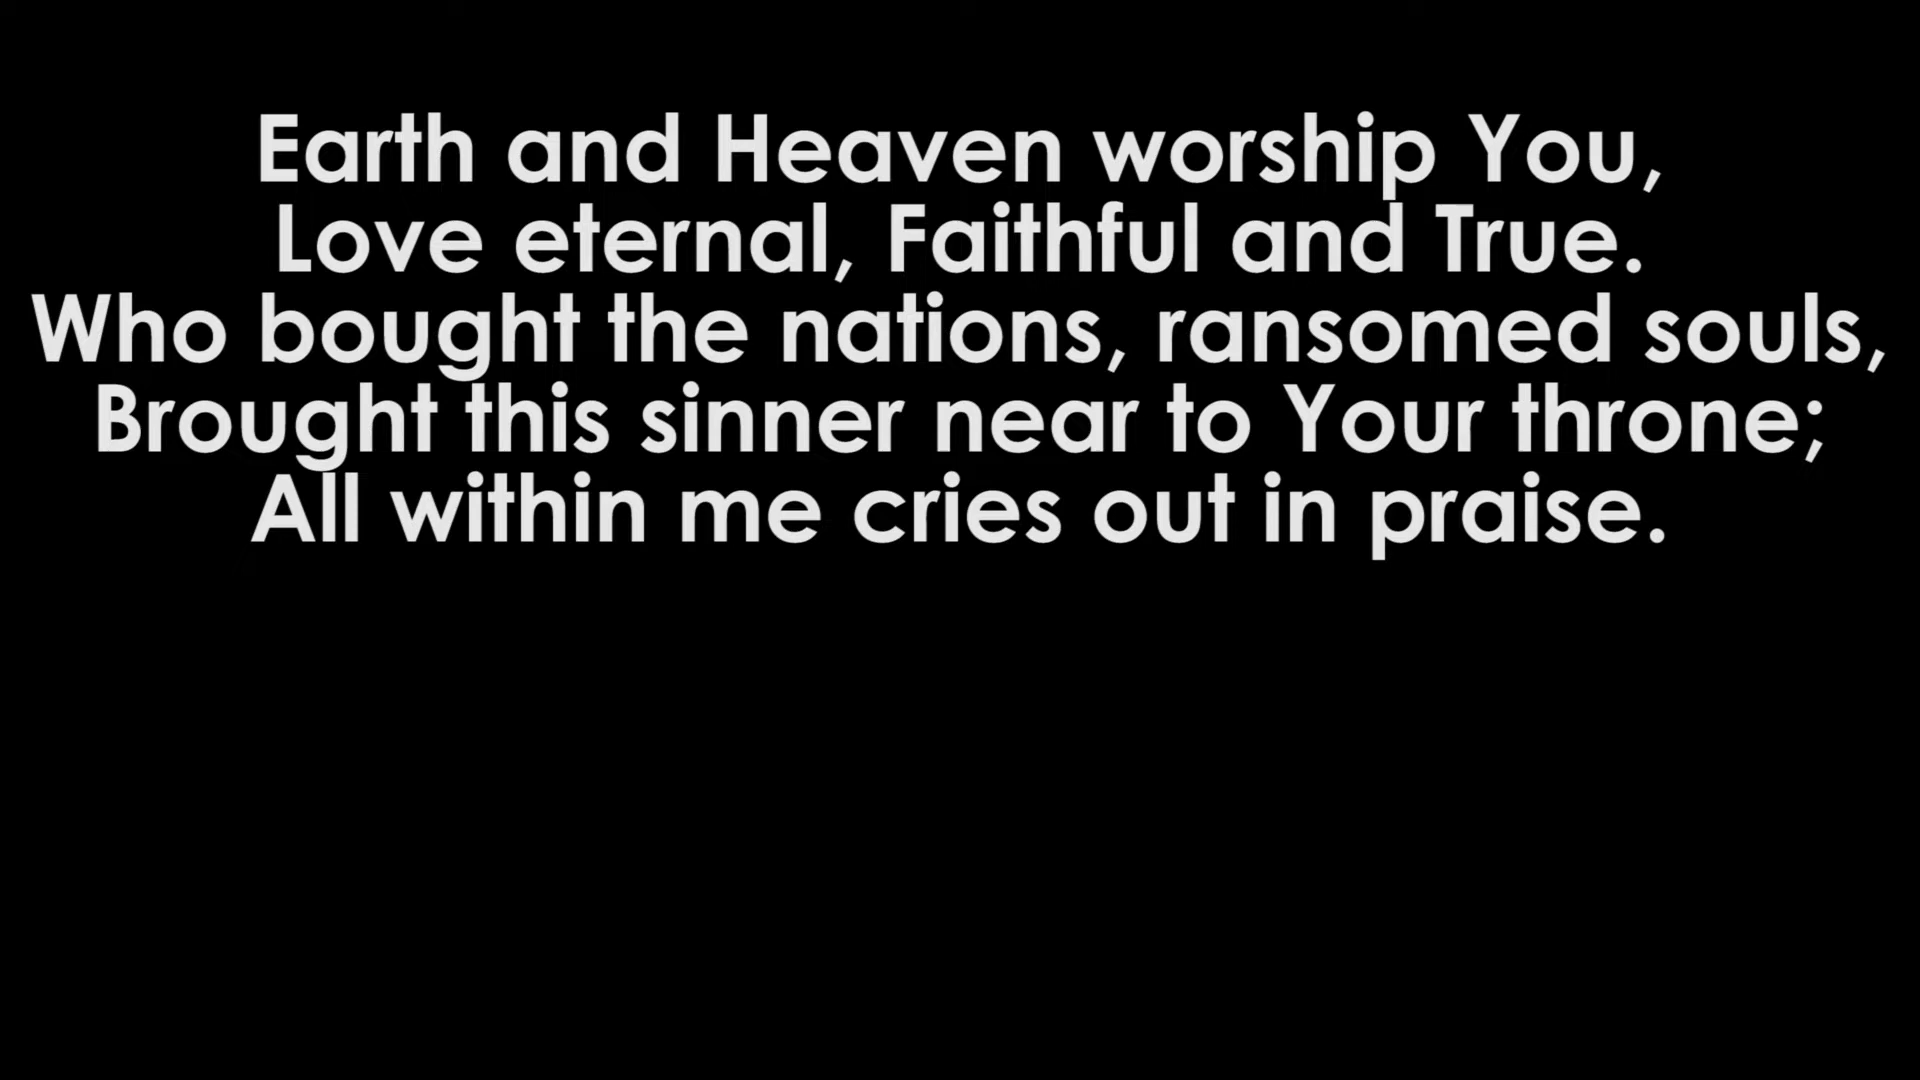 Earth and Heaven worship You,
Love eternal, Faithful and True.
Who bought the nations, ransomed souls,
Brought this sinner near to Your throne;
All within me cries out in praise.